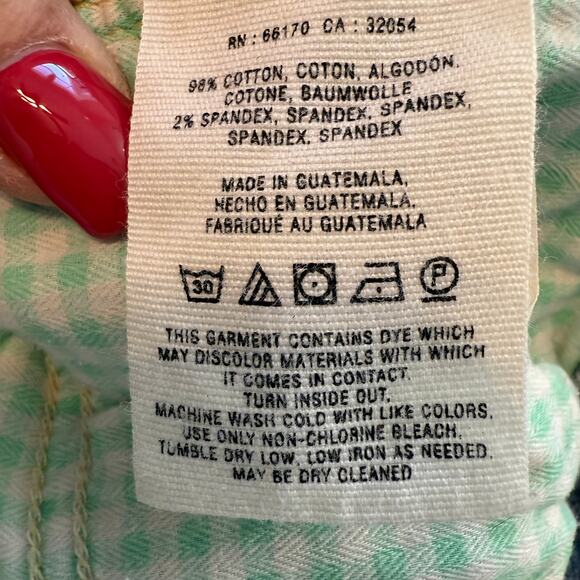 RN : 66170 CA : 32054
98% COTTON, COTON, ALGODÓN,
COTONE, BAUMWOLLE
2% SPANDEX, SPANDEX, SPANDEX,
SPANDEX, SPANDEX
MADE IN GUATEMALA,
HECHO EN GUATEMALA,
FABRIQUÉ AU GUATEMALA
30 P
THIS GARMENT CONTAINS DYE WHICH
MAY DISCOLOR MATERIALS WITH WHICH
IT COMES IN CONTACT.
TURN INSIDE OUT,
MACHINE WASH COLD WITH LIKE COLORS,
USE ONLY NON-CHLORINE BLEACH,
TUMBLE DRY LOW, LOW IRON AS NEEDED,
MAY BE DRY CLEANED